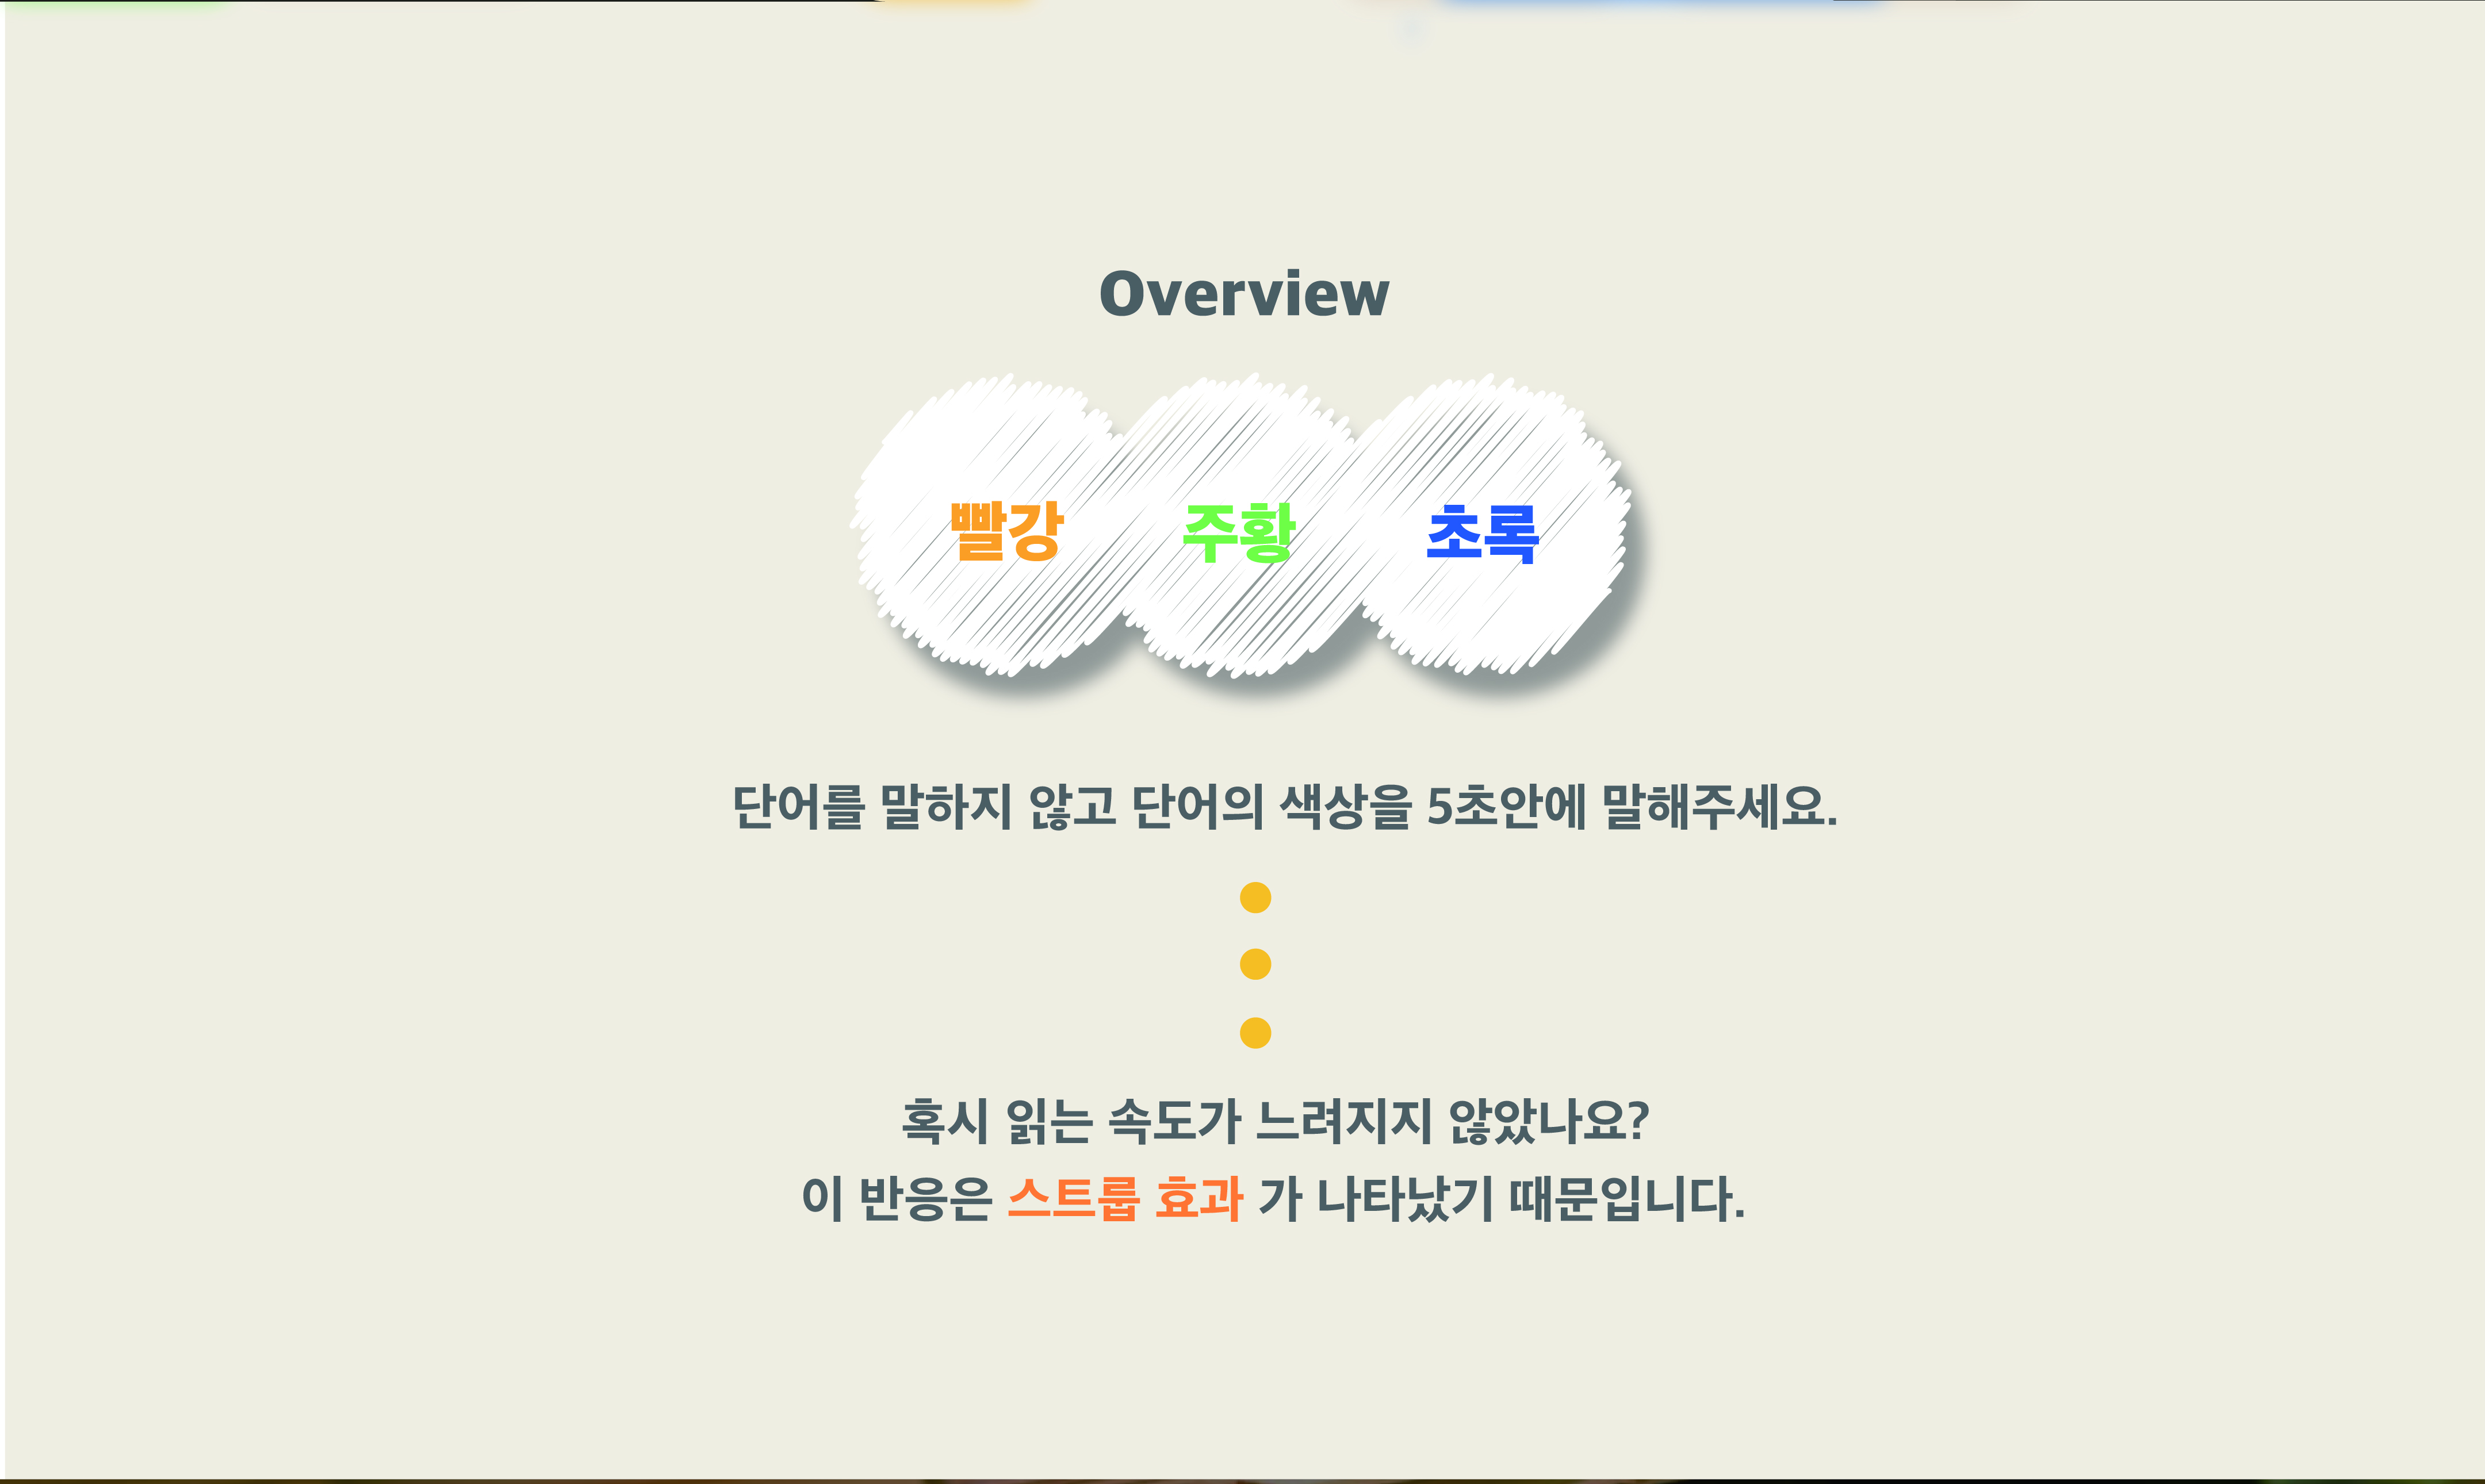 Overview
빨강 주황 초록
단어를 말하지 않고 단어의 색상을 5초안에 말해주세요.
혹시 읽는 속도가 느려지지 않았나요?
이 반응은 스트룹 효과 가 나타났기 때문입니다.